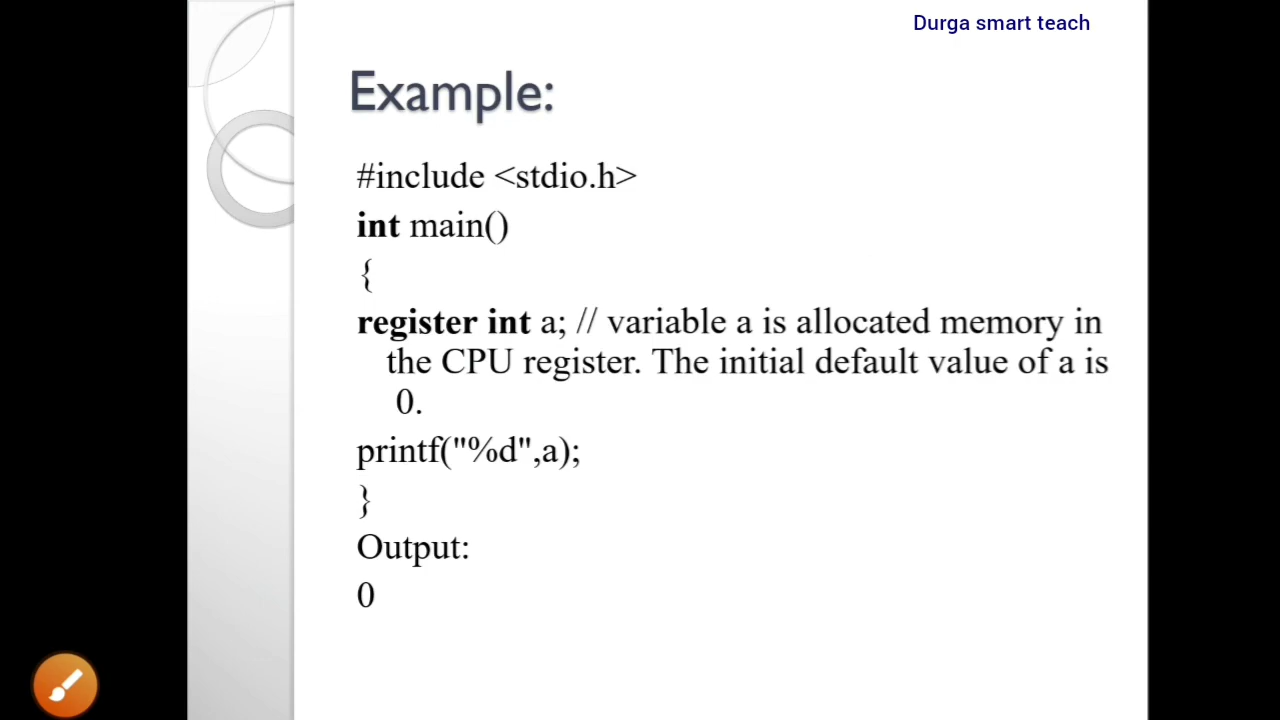 Durga smart teach
Example:
#include <stdio.h>
int main()
{
register int a; // variable a is allocated memory in
the CPU register. The initial default value of a is
0.
printf("%d",a);
}
Output:
0